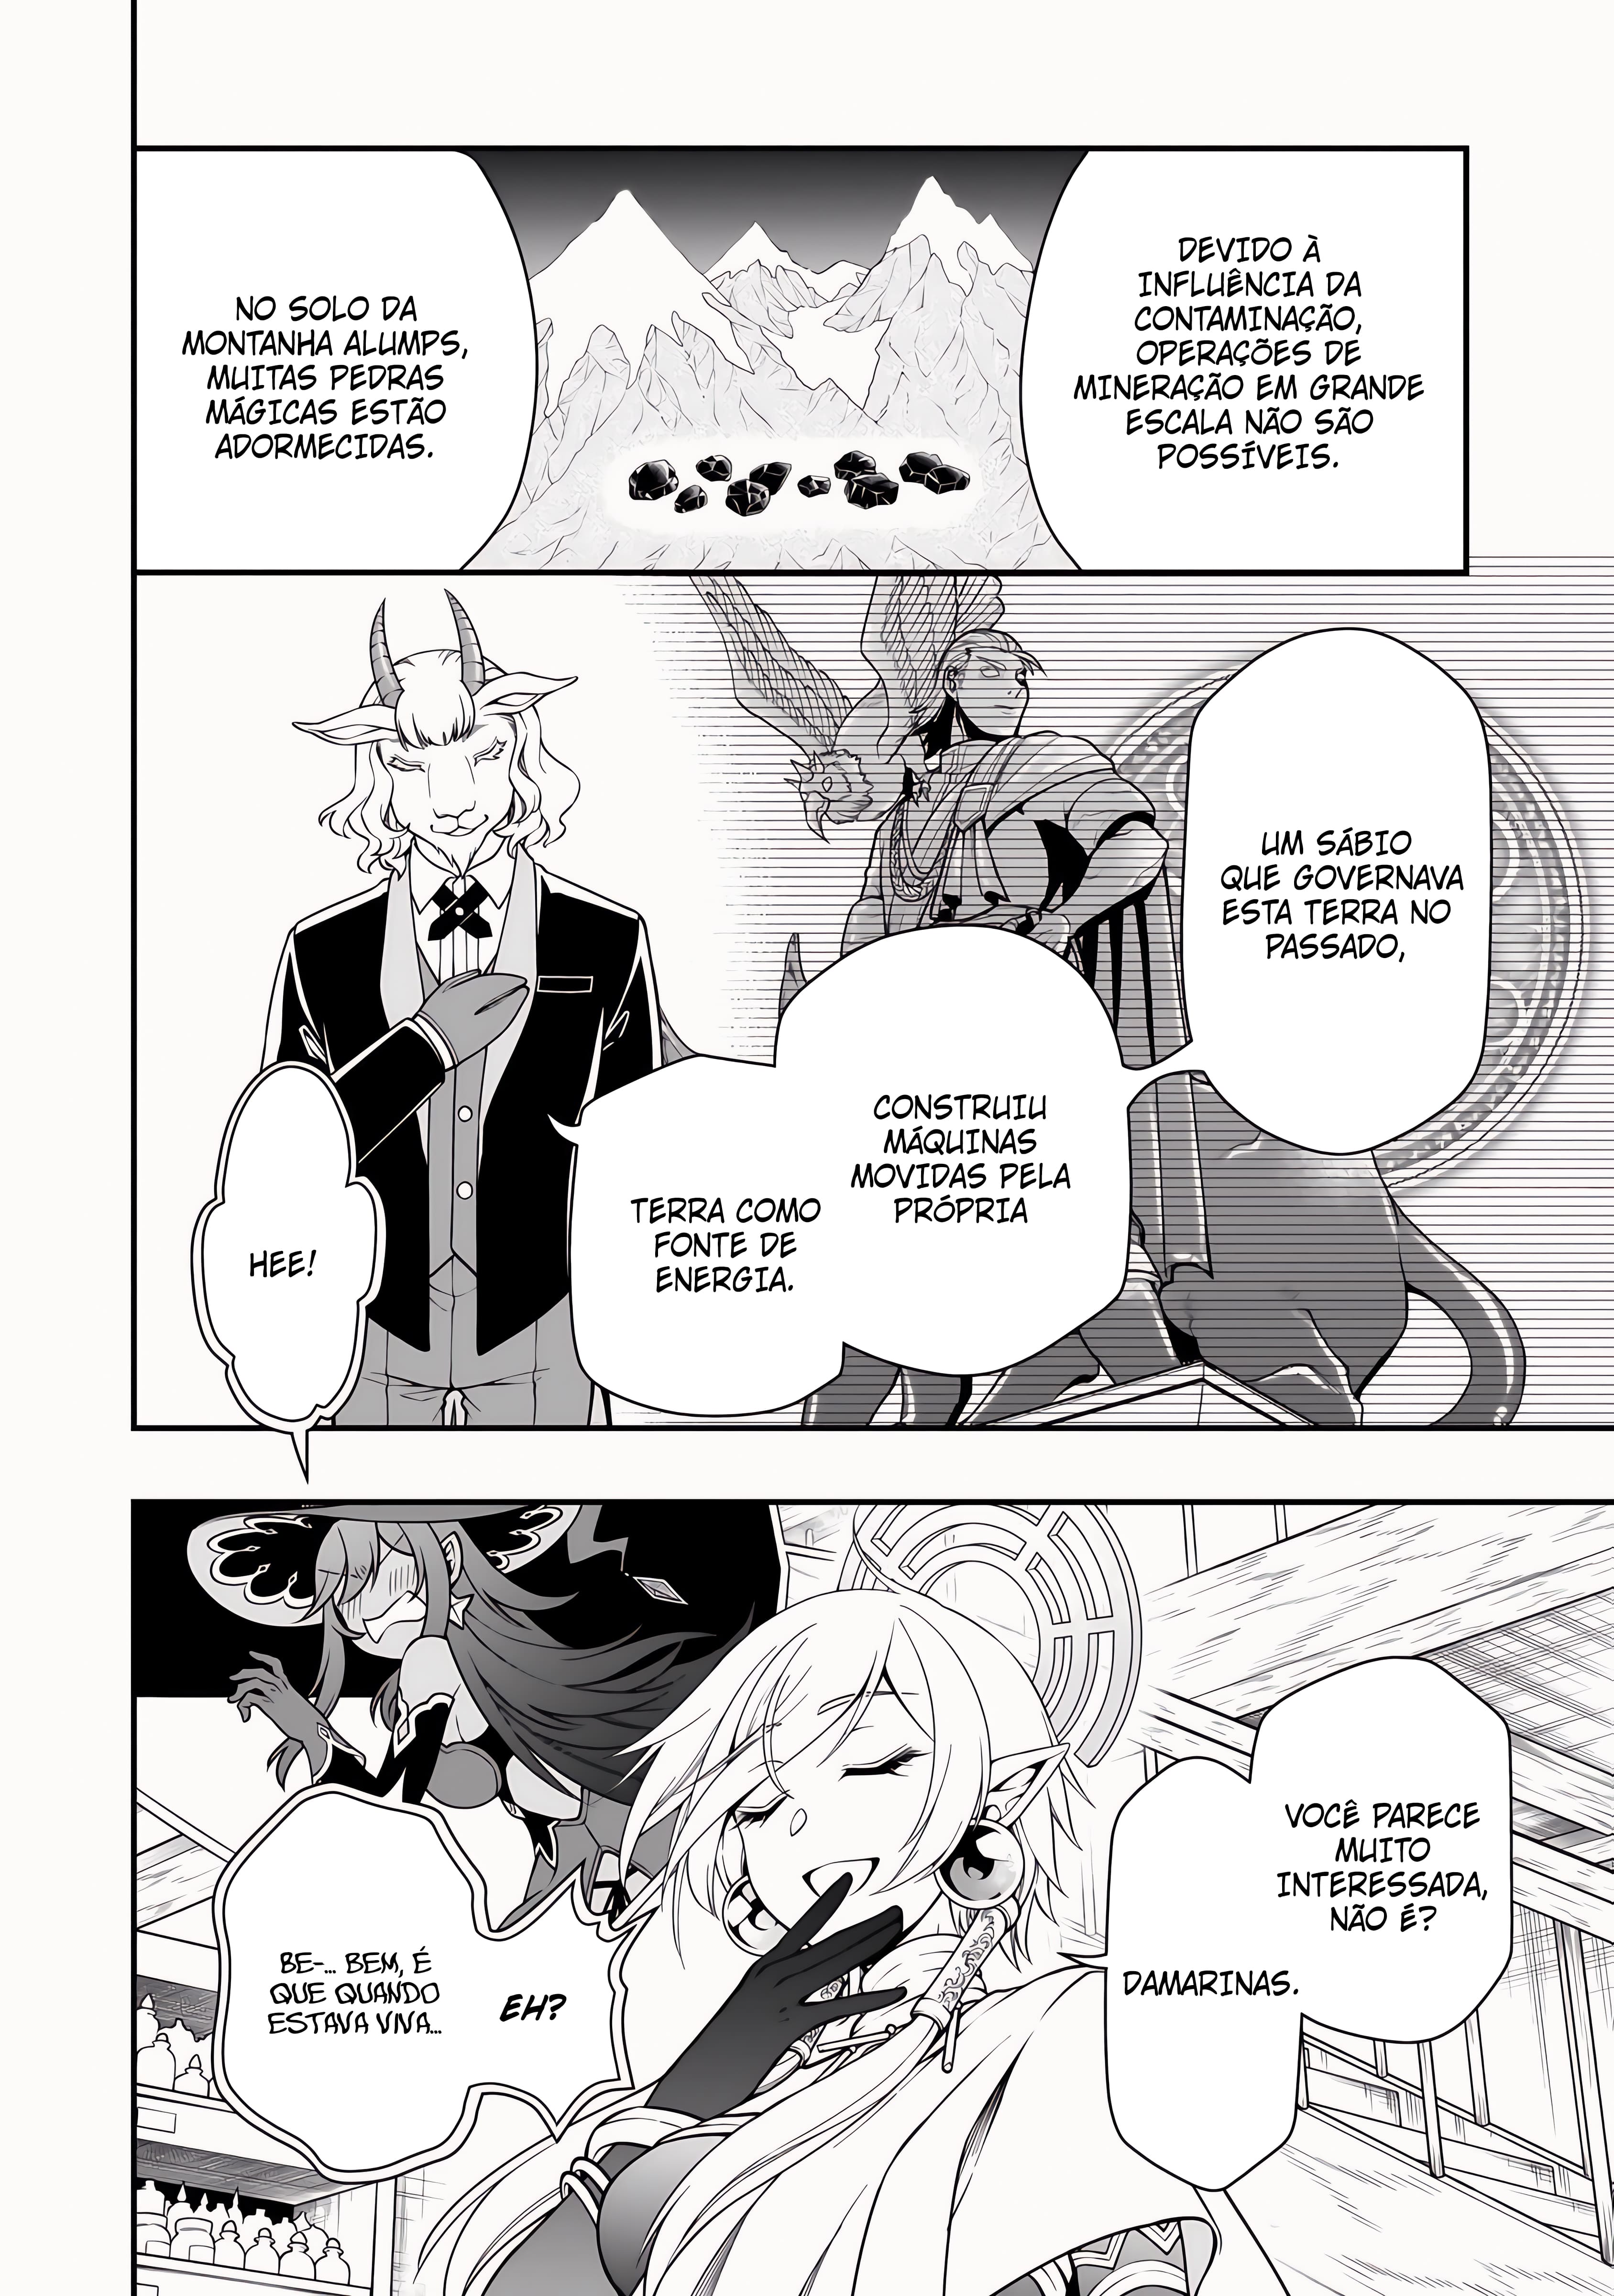 DEVIDO À
INFLUÊNCIA DA
CONTAMINAÇÃO,
OPERAÇÕES DE
MINERAÇÃO EM GRANDE
ESCALA NÃO SÃO
POSSÍVEIS.
NO SOLO DA
MONTANHA ALUMPS,
MUITAS PEDRAS
MÁGICAS ESTÃO
ADORMECIDAS.
UM SÁBIO
QUE GOVERNAVA
ESTA TERRA NO
PASSADO,
CONSTRUIU
MÁQUINAS
MOVIDAS PELA
PRÓPRIA
TERRA COMO
FONTE DE
ENERGIA.
HEE!
VOCÊ PARECE
MUITO
INTERESSADA,
NÃO É?
DAMARINAS.
EH?
BE-... BEM, É
QUE QUANDO
ESTAVA VIVA...